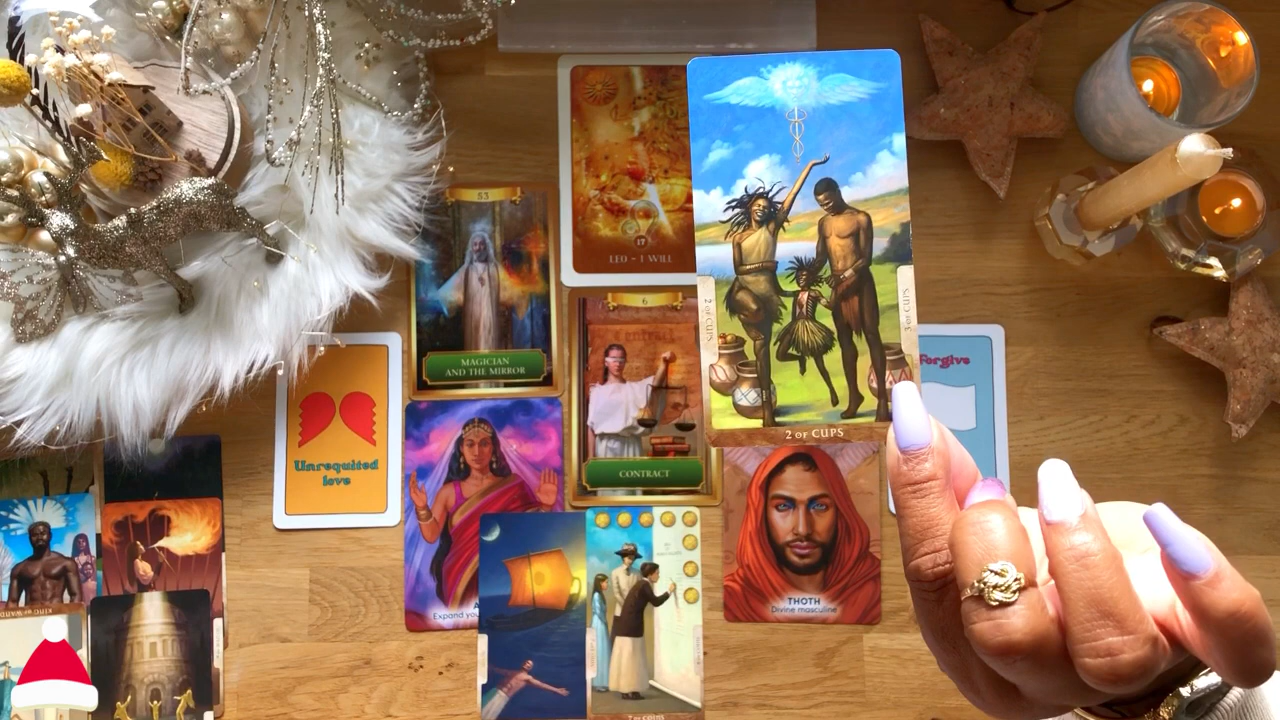 53
MAGICIAN
AND THE MIRROR
17
LEO - I WILL
6
CONTRACT
2 OF CUPS
3 OF CUPS
2 OF CUPS
Forgive
Unrequited
love
Expand
THOTH
Divine masculine